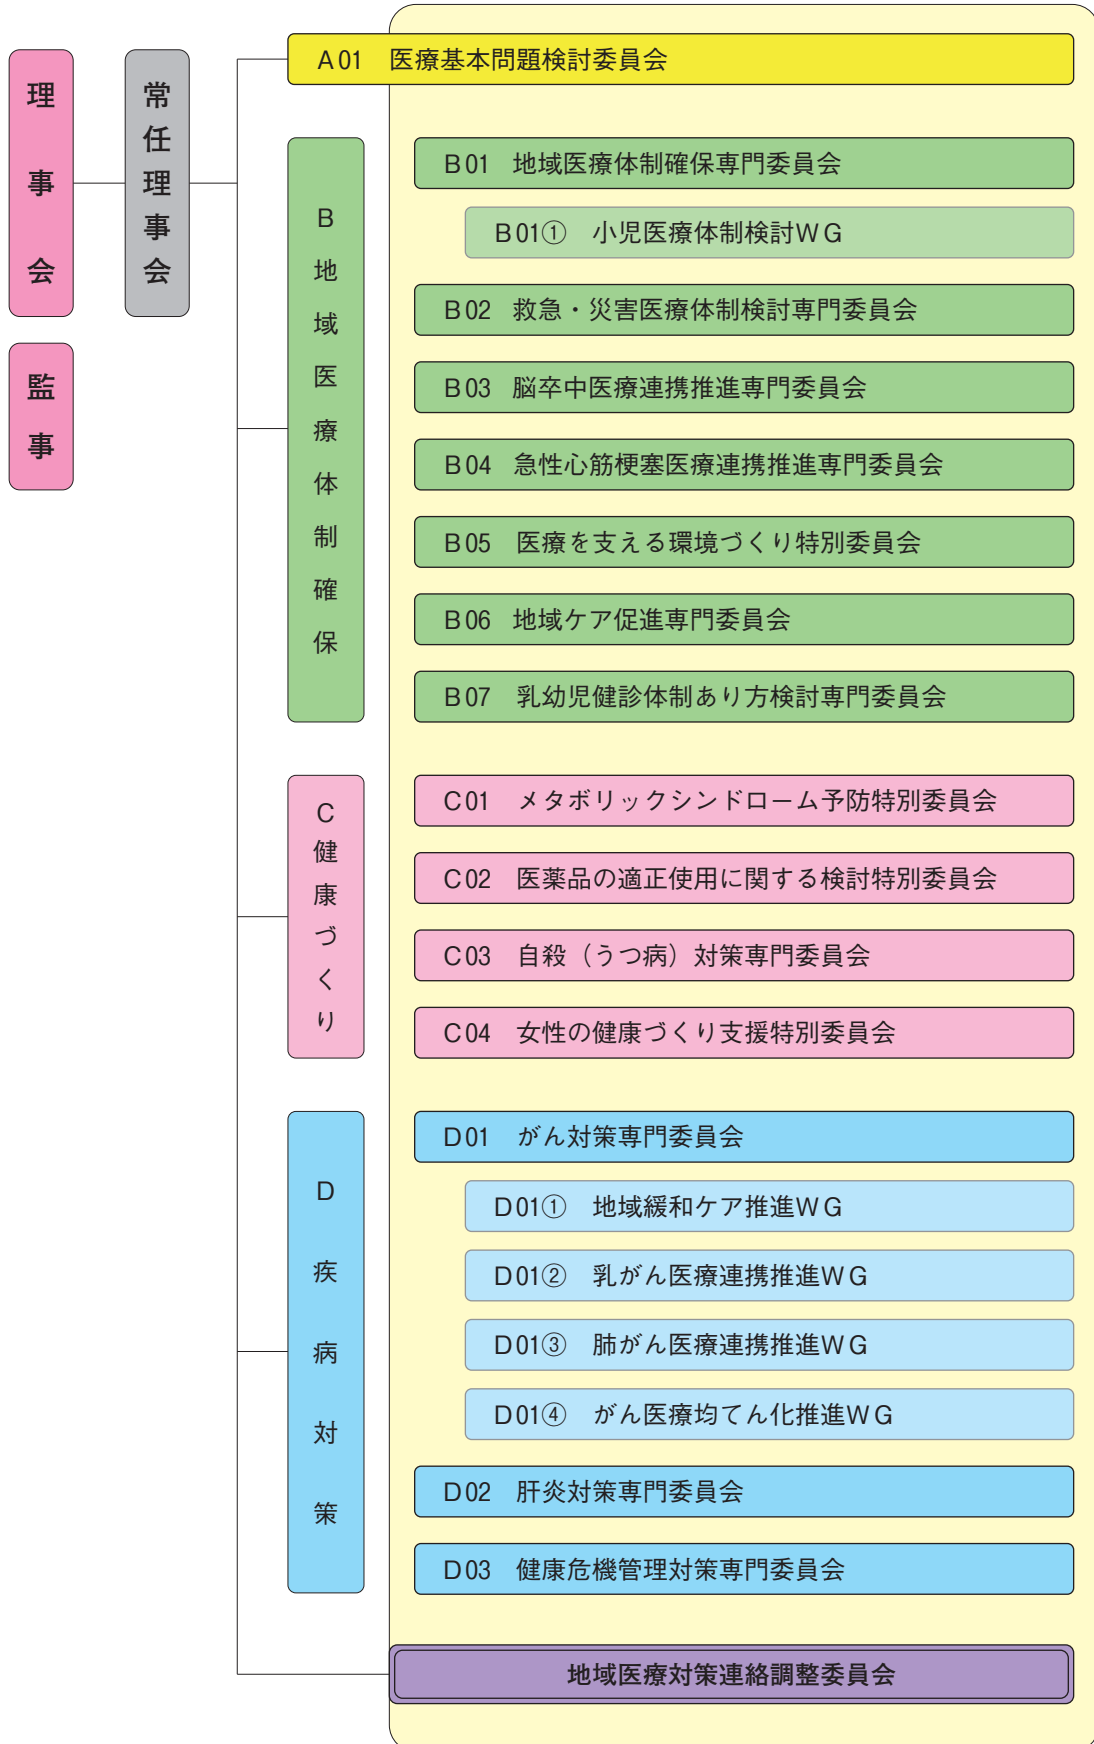 理事会
監事
常任理事会
A01 医療基本問題検討委員会
B地域医療体制確保
B01 地域医療体制確保専門委員会
B01① 小児医療体制検討WG
B02 救急・災害医療体制検討専門委員会
B03 脳卒中医療連携推進専門委員会
B04 急性心筋梗塞医療連携推進専門委員会
B05 医療を支える環境づくり特別委員会
B06 地域ケア促進専門委員会
B07 乳幼児健診体制あり方検討専門委員会
C健康づくり
C01 メタボリックシンドローム予防特別委員会
C02 医薬品の適正使用に関する検討特別委員会
C03 自殺（うつ病）対策専門委員会
C04 女性の健康づくり支援特別委員会
D疾病対策
D01 がん対策専門委員会
D01① 地域緩和ケア推進WG
D01② 乳がん医療連携推進WG
D01③ 肺がん医療連携推進WG
D01④ がん医療均てん化推進WG
D02 肝炎対策専門委員会
D03 健康危機管理対策専門委員会
地域医療対策連絡調整委員会